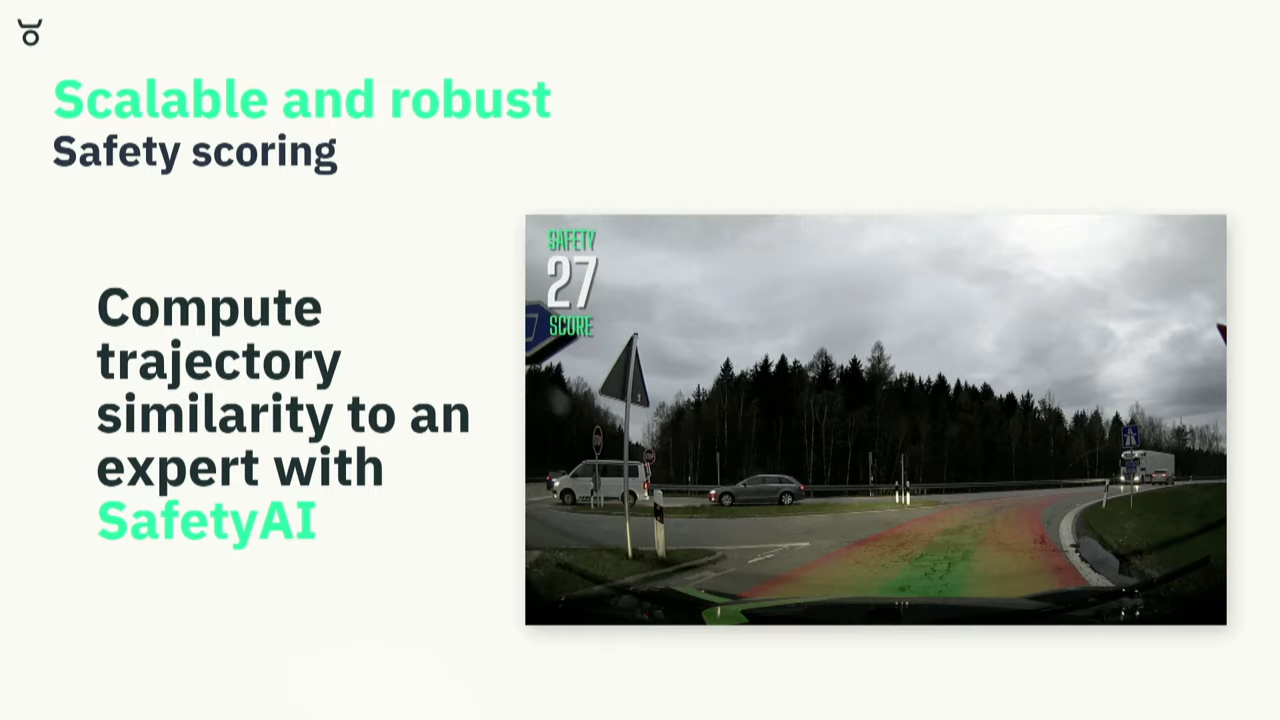 Scalable and robust
Safety scoring
Compute
trajectory
similarity to an
expert with
SafetyAI
SAFETY
27
SCORE